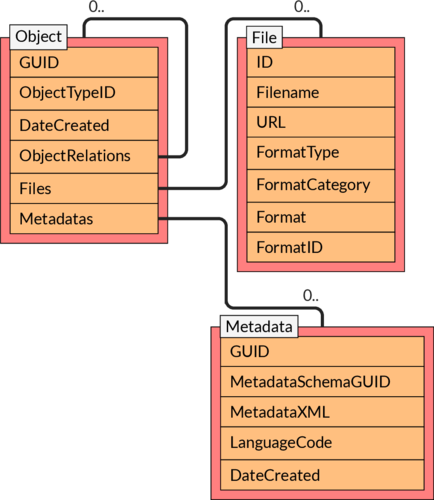 0..
Object
GUID
ObjectTypeID
DateCreated
ObjectRelations
Files
Metadatas
0..
File
ID
Filename
URL
FormatType
FormatCategory
Format
FormatID
0..
Metadata
GUID
MetadataSchemaGUID
MetadataXML
LanguageCode
DateCreated